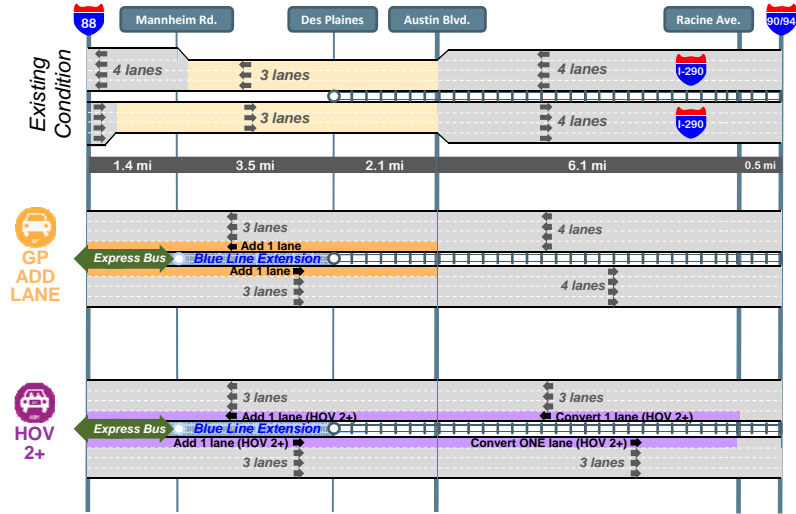 88
Mannheim Rd.
Des Plaines
Austin Blvd.
Racine Ave.
90/94
Existing
Condition
4 lanes
3 lanes
4 lanes
I-290
3 lanes
4 lanes
I-290
1.4 mi
3.5 mi
2.1 mi
6.1 mi
0.5 mi
GP
ADD
LANE
3 lanes
4 lanes
Add 1 lane
Express Bus
Blue Line Extension
Add 1 lane
3 lanes
4 lanes
HOV
2+
3 lanes
3 lanes
Add 1 lane (HOV 2+)
Convert 1 lane (HOV 2+)
Express Bus
Blue Line Extension
Add 1 lane (HOV 2+)
Convert ONE lane (HOV 2+)
3 lanes
3 lanes